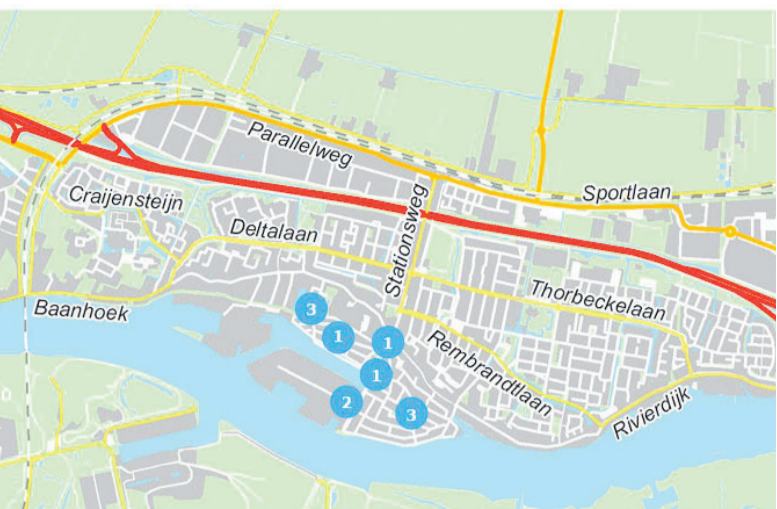 Parallelweg
Sportlaan
Craijensteijn
Stationsweg
Deltalaan
Thorbeckelaan
Baanhoek
3
1
1
Rembrandtlaan
1
2
3
Rivierdijk